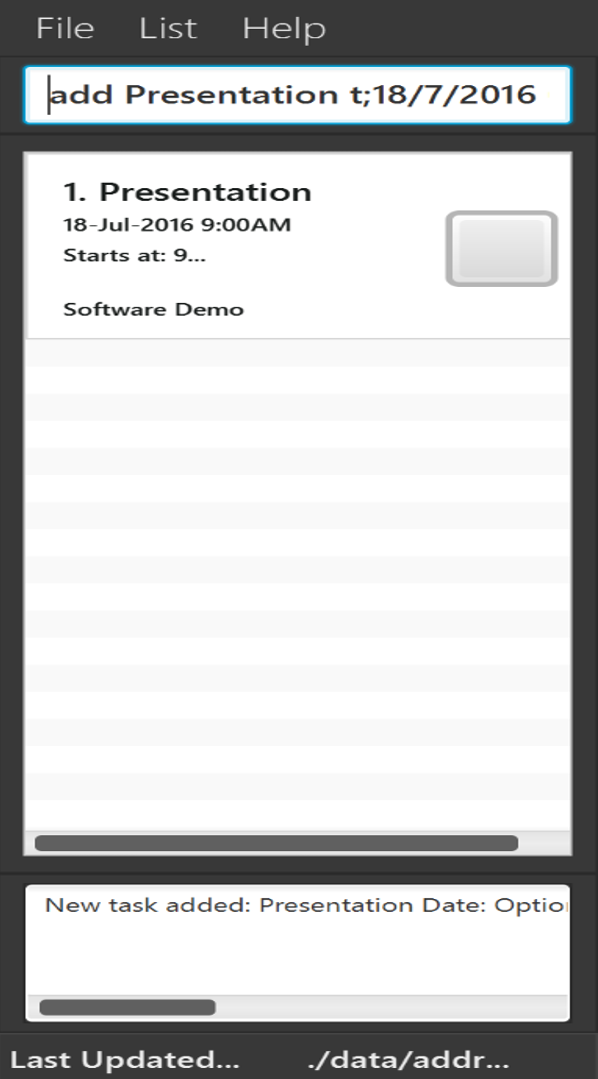 File List Help
add Presentation t;18/7/2016
1. Presentation
18-Jul-2016 9:00AM
Starts at: 9...
Software Demo
New task added: Presentation Date: Optio
Last Updated... ./data/addr...